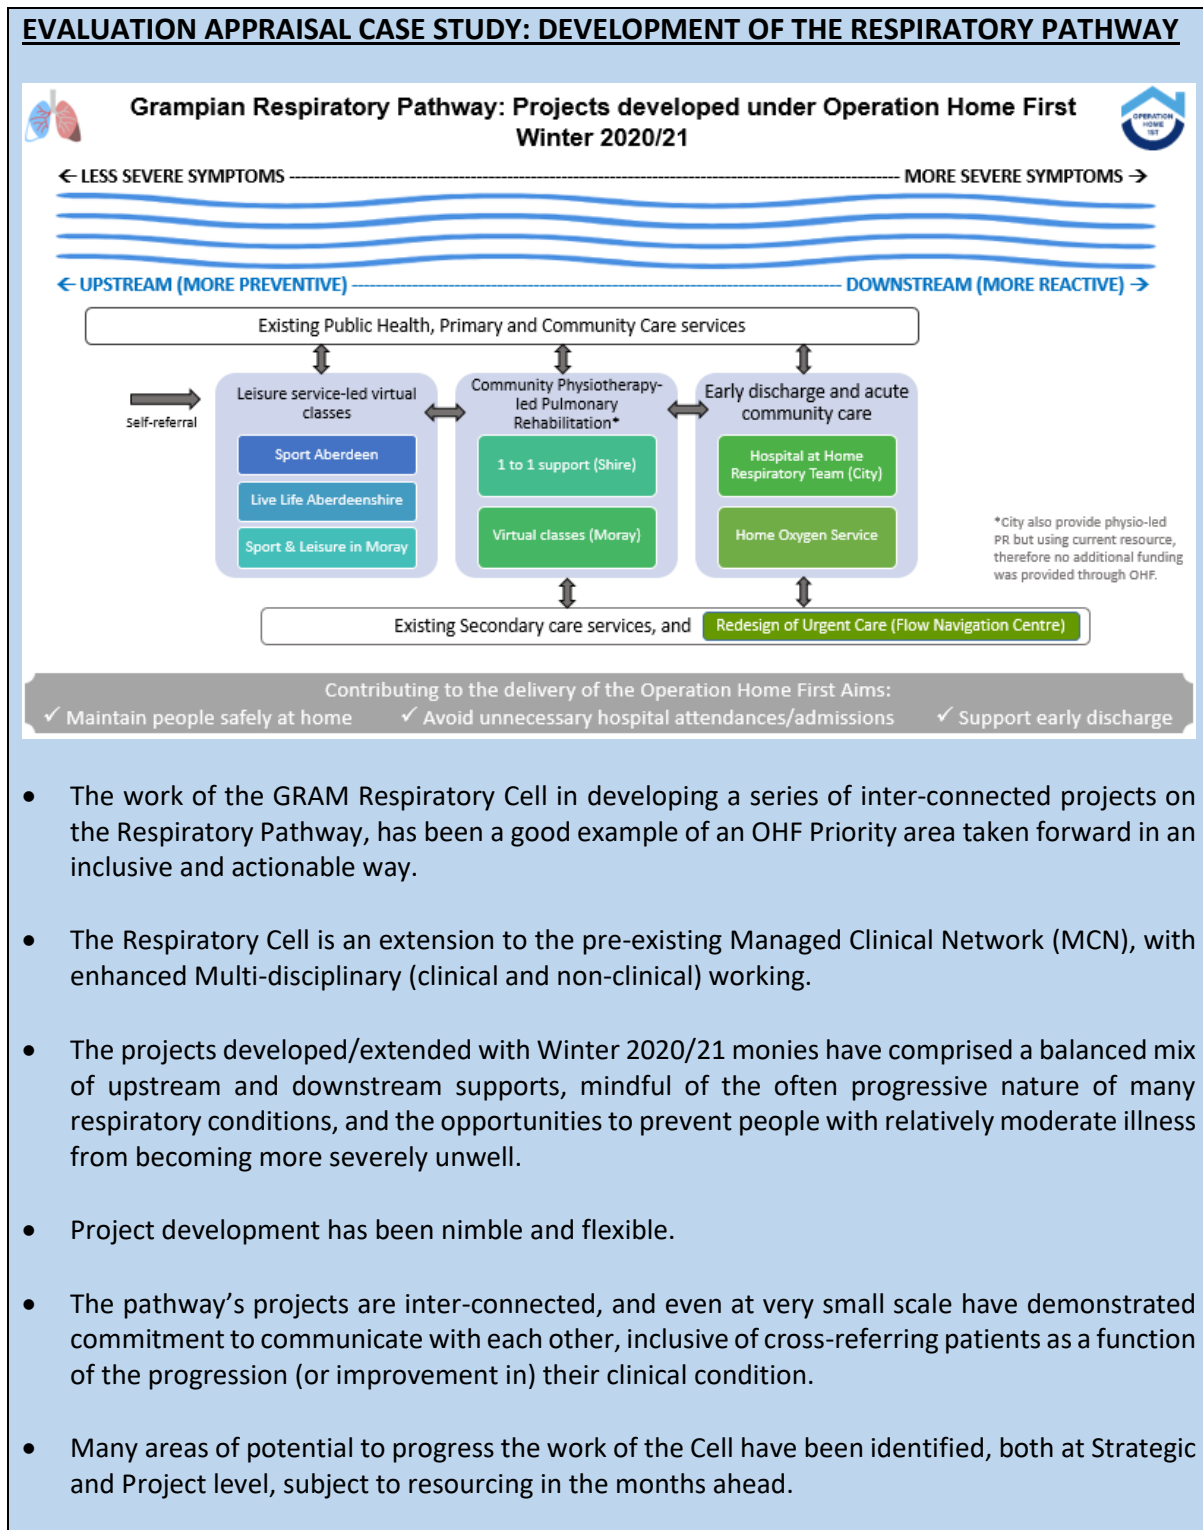 EVALUATION APPRAISAL CASE STUDY: DEVELOPMENT OF THE RESPIRATORY PATHWAY
Grampian Respiratory Pathway: Projects developed under Operation Home First
Winter 2020/21
OPERATION
HOME
1ST
← LESS SEVERE SYMPTOMS ---- MORE SEVERE SYMPTOMS →
← UPSTREAM (MORE PREVENTIVE) ---- DOWNSTREAM (MORE REACTIVE) →
Existing Public Health, Primary and Community Care services
Self-referral
Leisure service-led virtual
classes
Sport Aberdeen
Live Life Aberdeenshire
Sport & Leisure in Moray
Community Physiotherapy-
led Pulmonary
Rehabilitation*
1 to 1 support (Shire)
Virtual classes (Moray)
Early discharge and acute
community care
Hospital at Home
Respiratory Team (City)
Home Oxygen Service
*City also provide physio-led
PR but using current resource,
therefore no additional funding
was provided through OHF.
Existing Secondary care services, and Redesign of Urgent Care (Flow Navigation Centre)
Contributing to the delivery of the Operation Home First Aims:
✓ Maintain people safely at home ✓ Avoid unnecessary hospital attendances/admissions ✓ Support early discharge
• The work of the GRAM Respiratory Cell in developing a series of inter-connected projects on
the Respiratory Pathway, has been a good example of an OHF Priority area taken forward in an
inclusive and actionable way.
• The Respiratory Cell is an extension to the pre-existing Managed Clinical Network (MCN), with
enhanced Multi-disciplinary (clinical and non-clinical) working.
• The projects developed/extended with Winter 2020/21 monies have comprised a balanced mix
of upstream and downstream supports, mindful of the often progressive nature of many
respiratory conditions, and the opportunities to prevent people with relatively moderate illness
from becoming more severely unwell.
• Project development has been nimble and flexible.
• The pathway's projects are inter-connected, and even at very small scale have demonstrated
commitment to communicate with each other, inclusive of cross-referring patients as a function
of the progression (or improvement in) their clinical condition.
• Many areas of potential to progress the work of the Cell have been identified, both at Strategic
and Project level, subject to resourcing in the months ahead.